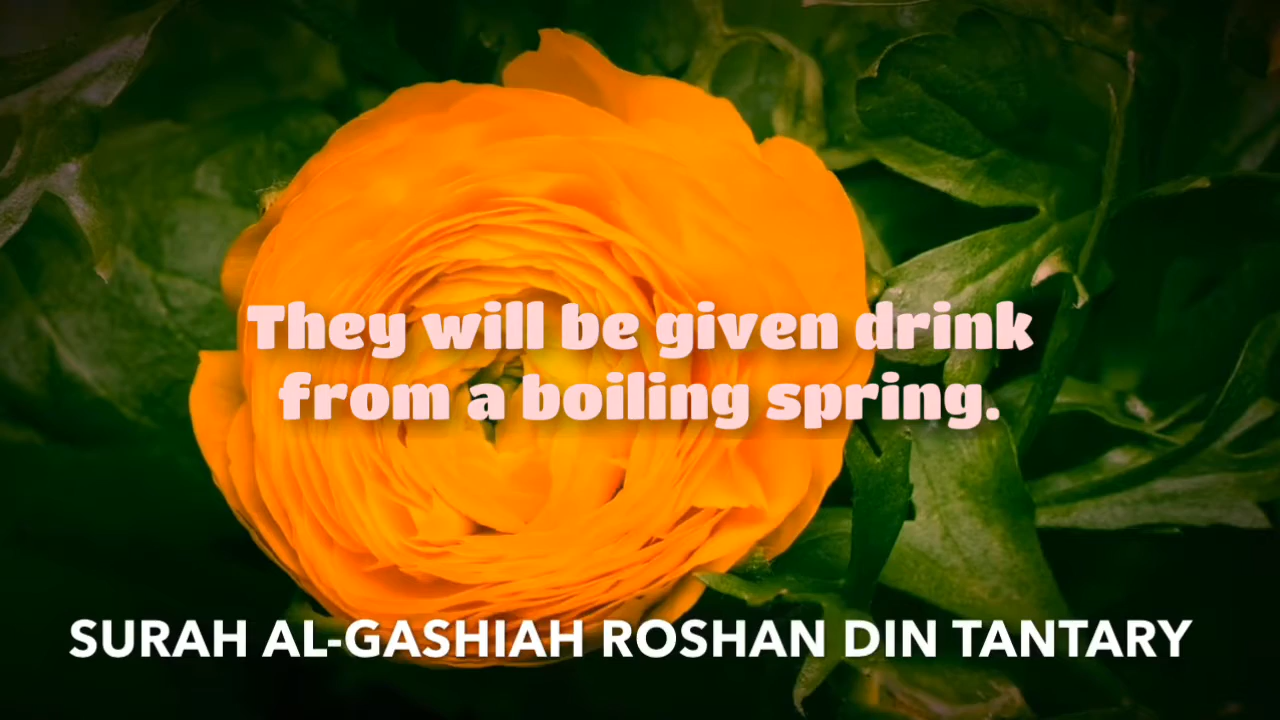 They will be given drink
from a boiling spring.
SURAH AL-GASHIAH ROSHAN DIN TANTARY